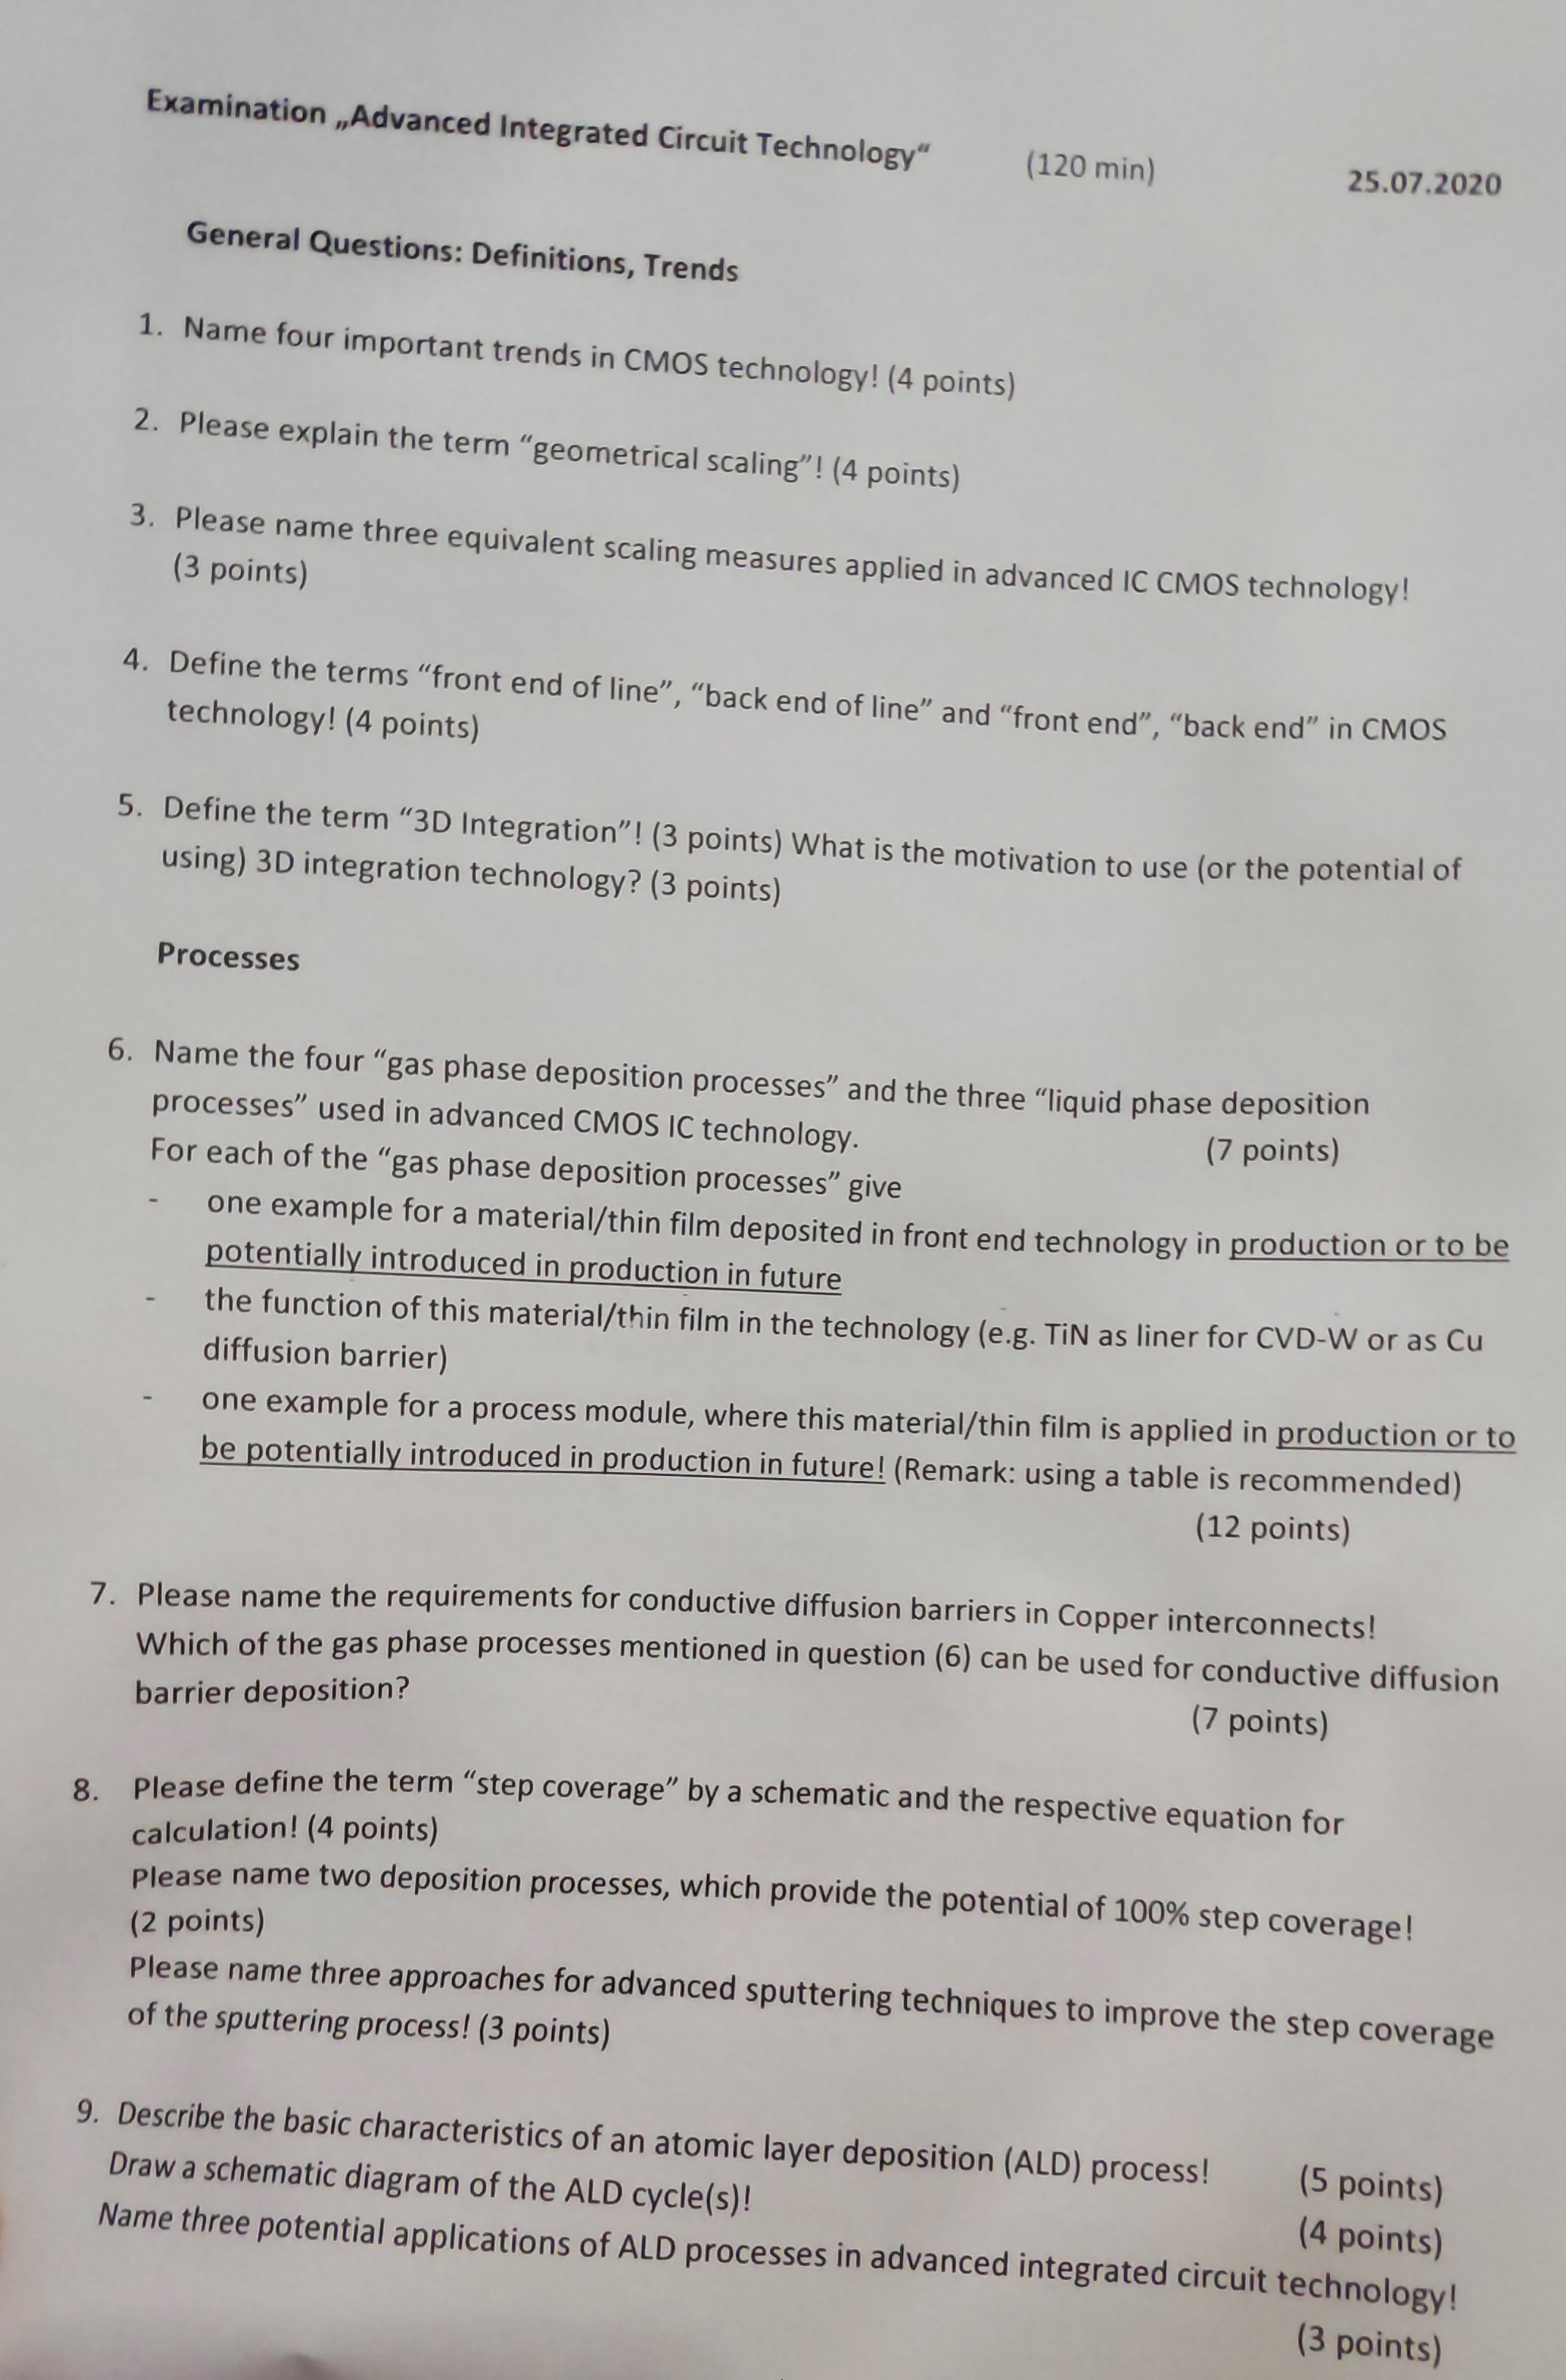 Examination „Advanced Integrated Circuit Technology“ (120 min) 25.07.2020
General Questions: Definitions, Trends
1. Name four important trends in CMOS technology! (4 points)
2. Please explain the term “geometrical scaling”! (4 points)
3. Please name three equivalent scaling measures applied in advanced IC CMOS technology!
(3 points)
4. Define the terms “front end of line”, “back end of line” and “front end”, “back end” in CMOS
technology! (4 points)
5. Define the term “3D Integration”! (3 points) What is the motivation to use (or the potential of
using) 3D integration technology? (3 points)
Processes
6. Name the four “gas phase deposition processes” and the three “liquid phase deposition
processes” used in advanced CMOS IC technology. (7 points)
For each of the “gas phase deposition processes” give
- one example for a material/thin film deposited in front end technology in production or to be
potentially introduced in production in future
- the function of this material/thin film in the technology (e.g. TiN as liner for CVD-W or as Cu
diffusion barrier)
- one example for a process module, where this material/thin film is applied in production or to
be potentially introduced in production in future! (Remark: using a table is recommended)
(12 points)
7. Please name the requirements for conductive diffusion barriers in Copper interconnects!
Which of the gas phase processes mentioned in question (6) can be used for conductive diffusion
barrier deposition? (7 points)
8. Please define the term “step coverage” by a schematic and the respective equation for
calculation! (4 points)
Please name two deposition processes, which provide the potential of 100% step coverage!
(2 points)
Please name three approaches for advanced sputtering techniques to improve the step coverage
of the sputtering process! (3 points)
9. Describe the basic characteristics of an atomic layer deposition (ALD) process! (5 points)
Draw a schematic diagram of the ALD cycle(s)! (4 points)
Name three potential applications of ALD processes in advanced integrated circuit technology!
(3 points)